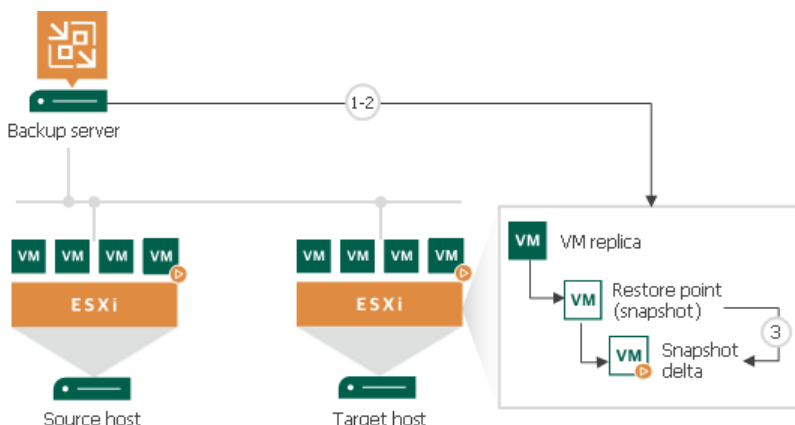 1-2
Backup server
VM VM VM VM
VM VM VM VM
ESXi
ESXi
VM
VM replica
VM
Restore point
(snapshot)
3
VM
Snapshot
delta
Source host
Target host